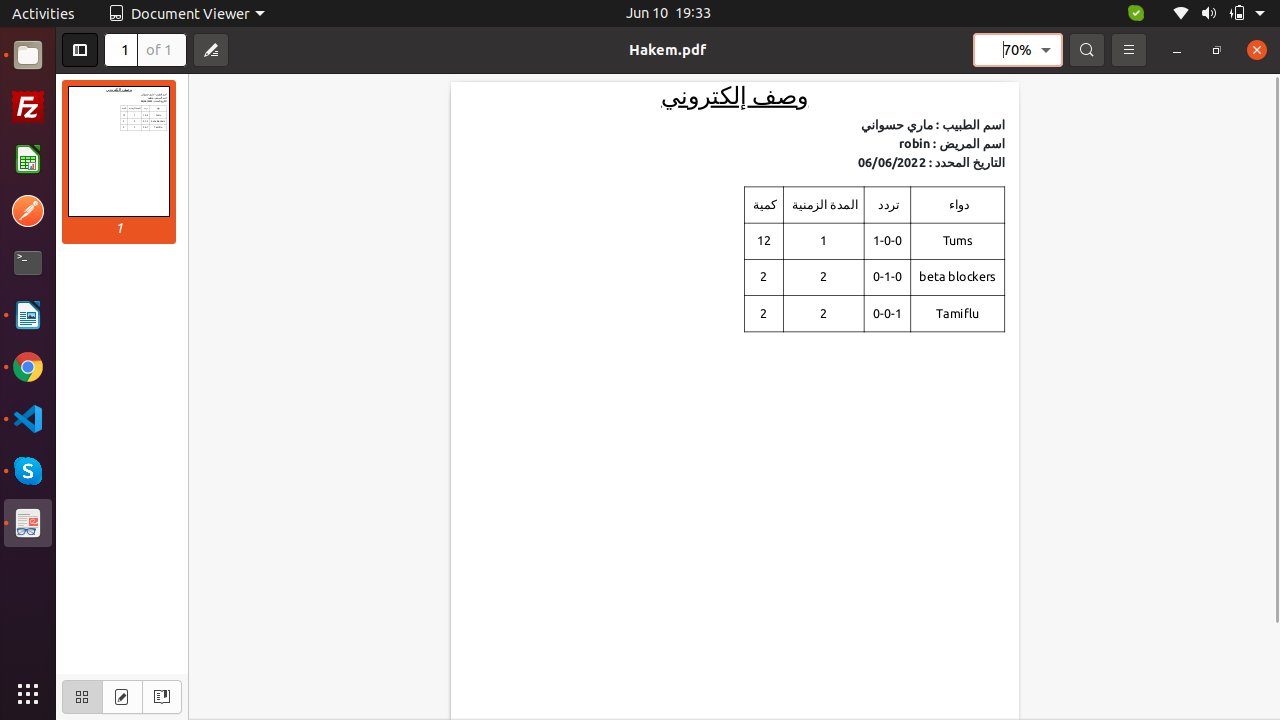 Activities Document Viewer Jun 10 19:33
1 of 1 Hakem.pdf 70%
1
وصف إلكتروني
اسم الطبيب : ماري حسواني
اسم المريض : robin
التاريخ المحدد : 06/06/2022
دواء تردد المدة الزمنية كمية
Tums 1-0-0 1 12
beta blockers 0-1-0 2 2
Tamiflu 0-0-1 2 2